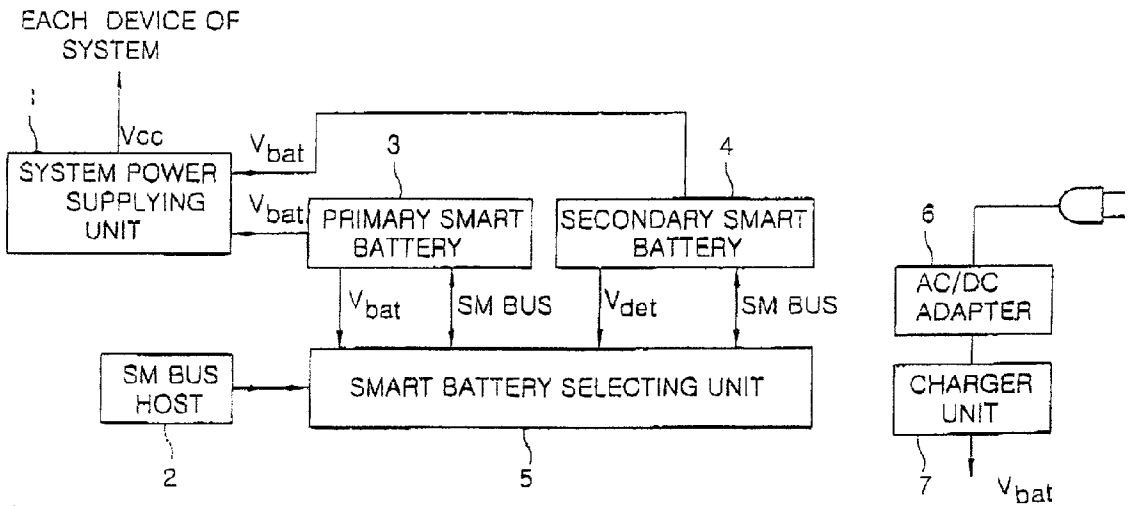 EACH DEVICE OF
SYSTEM
1
Vcc
SYSTEM POWER
SUPPLYING
UNIT
Vbat
Vbat
3
PRIMARY SMART
BATTERY
4
SECONDARY SMART
BATTERY
6
AC/DC
ADAPTER
Vbat
SM BUS
Vdet
SM BUS
SM BUS
HOST
2
SMART BATTERY SELECTING UNIT
5
CHARGER
UNIT
7
Vbat